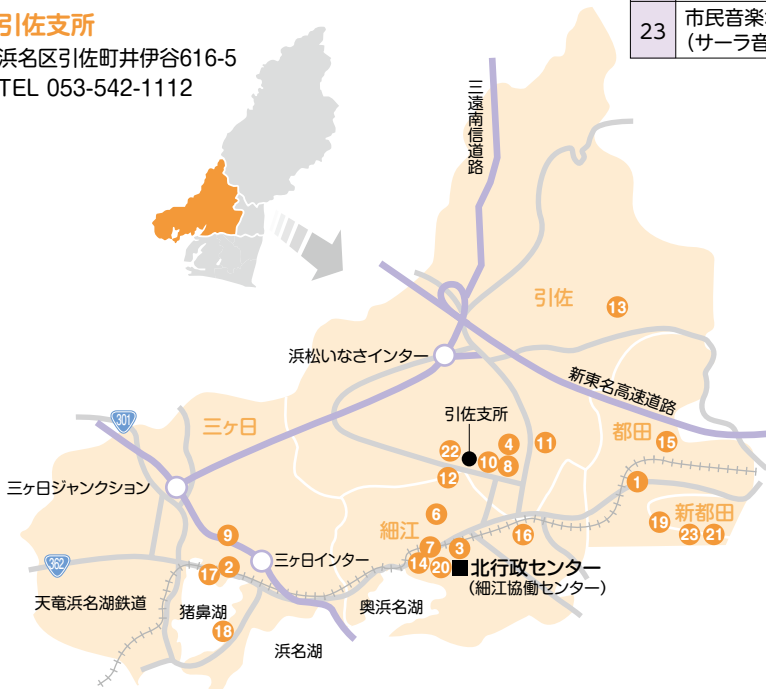 引佐支所
浜名区引佐町井伊谷616-5
TEL 053-542-1112
23
市民音楽
(サーラ音
三遠南信道路
引佐
13
浜松いなさインター
新東名高速道路
301
三ヶ日
引佐支所
都田
15
22
4
11
10
8
12
1
三ヶ日ジャンクション
6
細江
16
19
新都田
23
21
9
7
3
362
三ヶ日インター
14
20
北行政センター
(細江協働センター)
17
2
天竜浜名湖鉄道
猪鼻湖
奥浜名湖
18
浜名湖